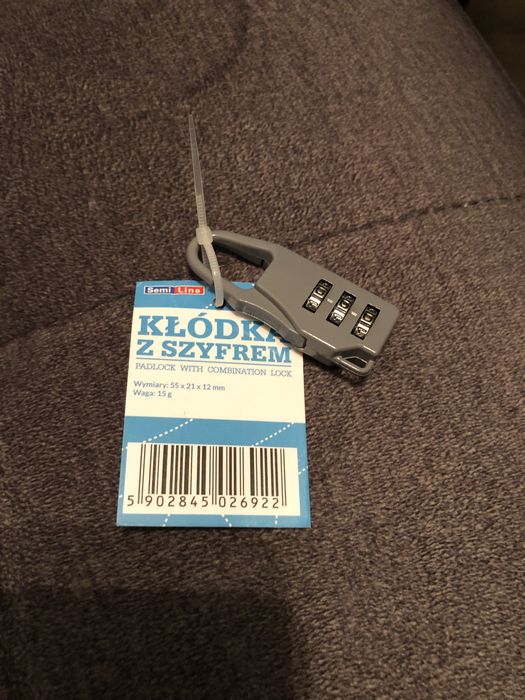 Semi Line
KŁÓDKA
Z SZYFREM
PADLOCK WITH COMBINATION LOCK
Wymiary: 55 x 21 x 12 mm
Waga: 15 g
5 902845 026922